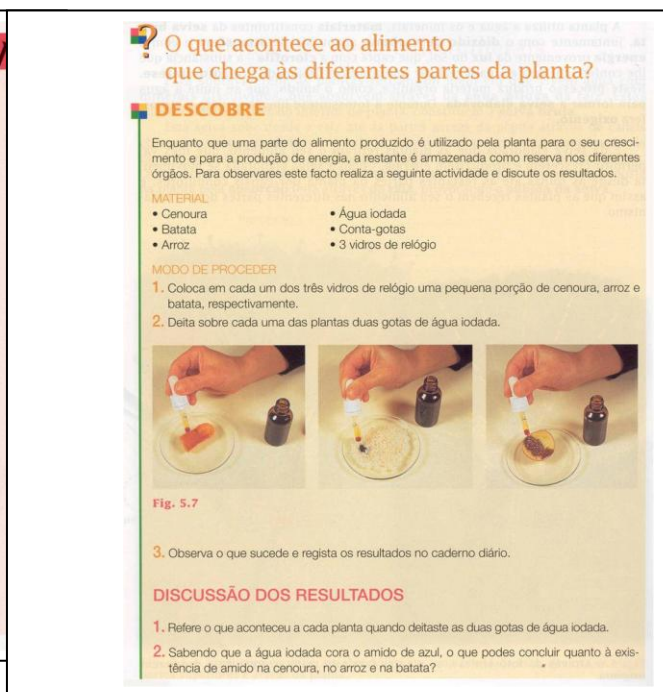 ? O que acontece ao alimento
que chega às diferentes partes da planta?
DESCOBRE
Enquanto que uma parte do alimento produzido é utilizado pela planta para o seu cresci-
mento e para a produção de energia, a restante é armazenada como reserva nos diferentes
órgãos. Para observares este facto realiza a seguinte actividade e discute os resultados.
MATERIAL
• Cenoura
• Batata
• Arroz
• Água iodada
• Conta-gotas
• 3 vidros de relógio
MODO DE PROCEDER
1. Coloca em cada um dos três vidros de relógio uma pequena porção de cenoura, arroz e
batata, respectivamente.
2. Deita sobre cada uma das plantas duas gotas de água iodada.
Fig. 5.7
3. Observa o que sucede e regista os resultados no caderno diário.
DISCUSSÃO DOS RESULTADOS
1. Refere o que aconteceu a cada planta quando deitaste as duas gotas de água iodada.
2. Sabendo que a água iodada cora o amido de azul, o que podes concluir quanto à exis-
tência de amido na cenoura, no arroz e na batata?